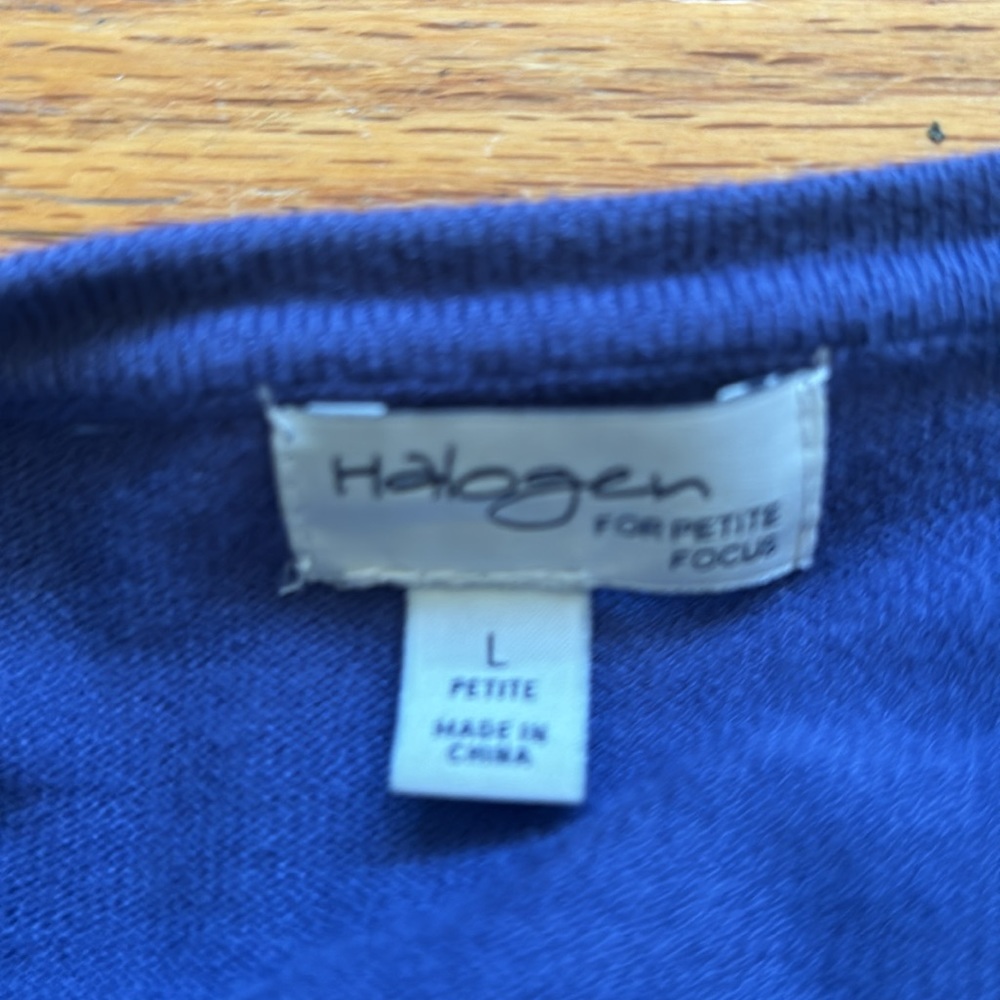 Halogen
FOR PETITE
FOCUS
L
PETITE
MADE IN
CHINA